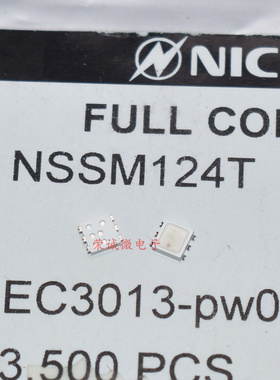 NIC
FULL CO
NSSM124T
荣诚微电子
EC3013-pw0
3,500 PCS